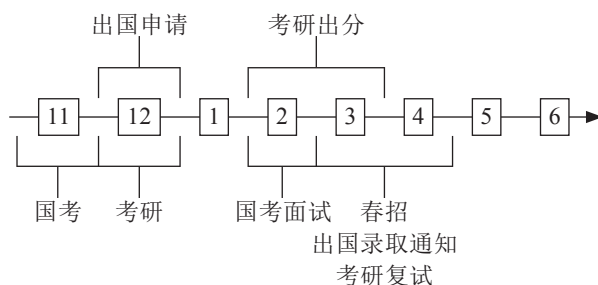 出国申请 考研出分
11 12 1 2 3 4 5 6
国考 考研 国考面试 春招
出国录取通知
考研复试